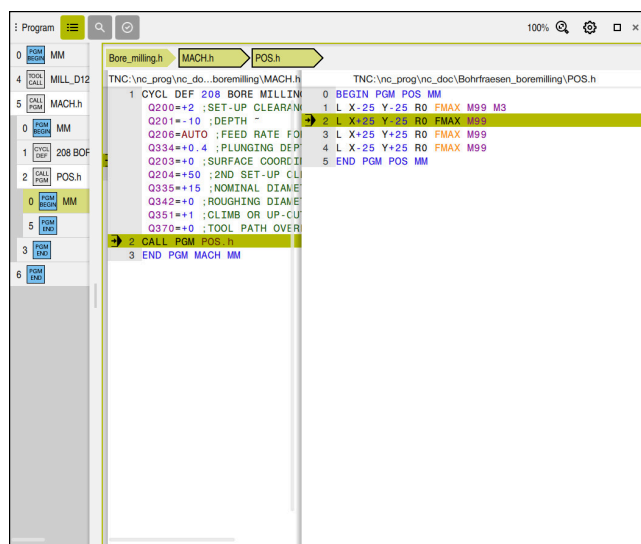 Program
100%
0 PGM BEGIN MM
4 TOOL CALL MILL_D12
5 CALL PGM MACH.h
0 PGM BEGIN MM
1 CYCL DEF 208 BOR
2 CALL PGM POS.h
0 PGM BEGIN MM
5 PGM END
3 PGM END
6 PGM END
Bore_milling.h MACH.h POS.h
TNC:\nc_prog\nc_do...boremilling\MACH.h
1 CYCL DEF 208 BORE MILLING
Q200=+2 ;SET-UP CLEARANC
Q201=-10 ;DEPTH ~
Q206=AUTO ;FEED RATE FO
Q334=+0.4 ;PLUNGING DEP
Q203=+0 ;SURFACE COORDI
Q204=+50 ;2ND SET-UP CL
Q335=+15 ;NOMINAL DIAME
Q342=+0 ;ROUGHING DIAME
Q351=+1 ;CLIMB OR UP-CU
Q370=+0 ;TOOL PATH OVER
2 CALL PGM POS.h
3 END PGM MACH MM
TNC:\nc_prog\nc_doc\Bohrfraesen_boremilling\POS.h
0 BEGIN PGM POS MM
1 L X-25 Y-25 R0 FMAX M99 M3
2 L X+25 Y-25 R0 FMAX M99
3 L X+25 Y+25 R0 FMAX M99
4 L X-25 Y+25 R0 FMAX M99
5 END PGM POS MM